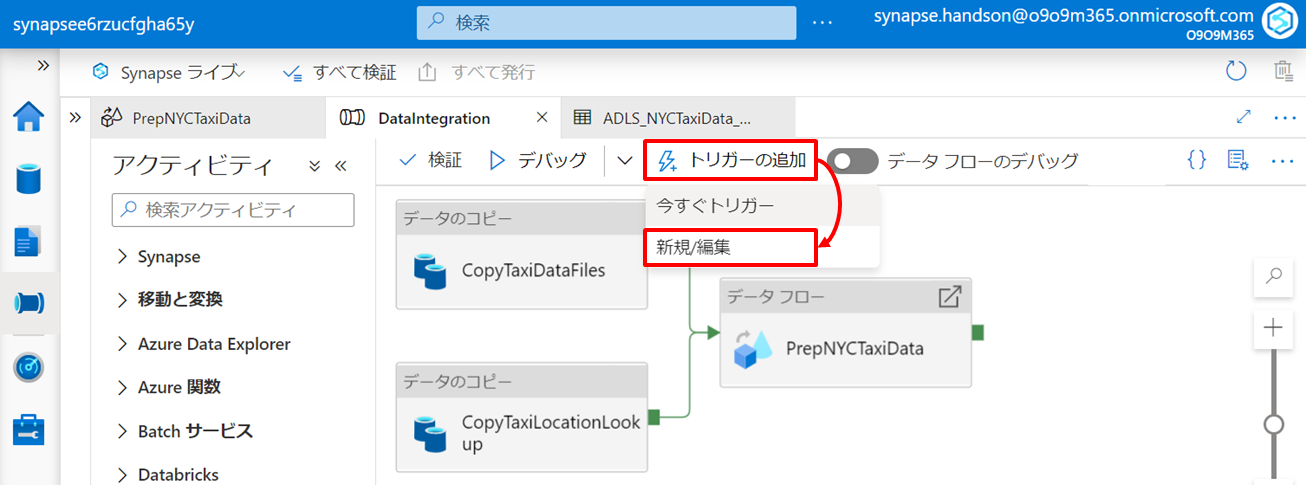 synapsee6rzucfgha65y
検索
synapse.handson@o9o9m365.onmicrosoft.com
O9O9M365
Synapse ライブ
すべて検証
すべて発行
PrepNYCTaxiData
DataIntegration
ADLS_NYCTaxiData_...
アクティビティ
検証
デバッグ
トリガーの追加
データ フローのデバッグ
検索アクティビティ
今すぐトリガー
新規/編集
Synapse
移動と変換
Azure Data Explorer
Azure 関数
Batch サービス
Databricks
データのコピー
CopyTaxiDataFiles
データ フロー
PrepNYCTaxiData
データのコピー
CopyTaxiLocationLook
up